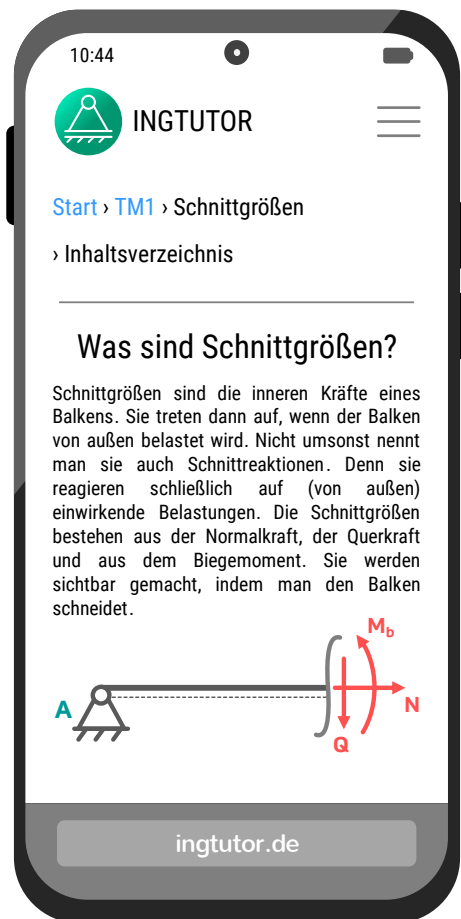 10:44
INGTUTOR
Start › TM1 › Schnittgrößen
› Inhaltsverzeichnis
Was sind Schnittgrößen?
Schnittgrößen sind die inneren Kräfte eines
Balkens. Sie treten dann auf, wenn der Balken
von außen belastet wird. Nicht umsonst nennt
man sie auch Schnittreaktionen. Denn sie
reagieren schließlich auf (von außen)
einwirkende Belastungen. Die Schnittgrößen
bestehen aus der Normalkraft, der Querkraft
und aus dem Biegemoment. Sie werden
sichtbar gemacht, indem man den Balken
schneidet.
M_b
A
N
Q
ingtutor.de